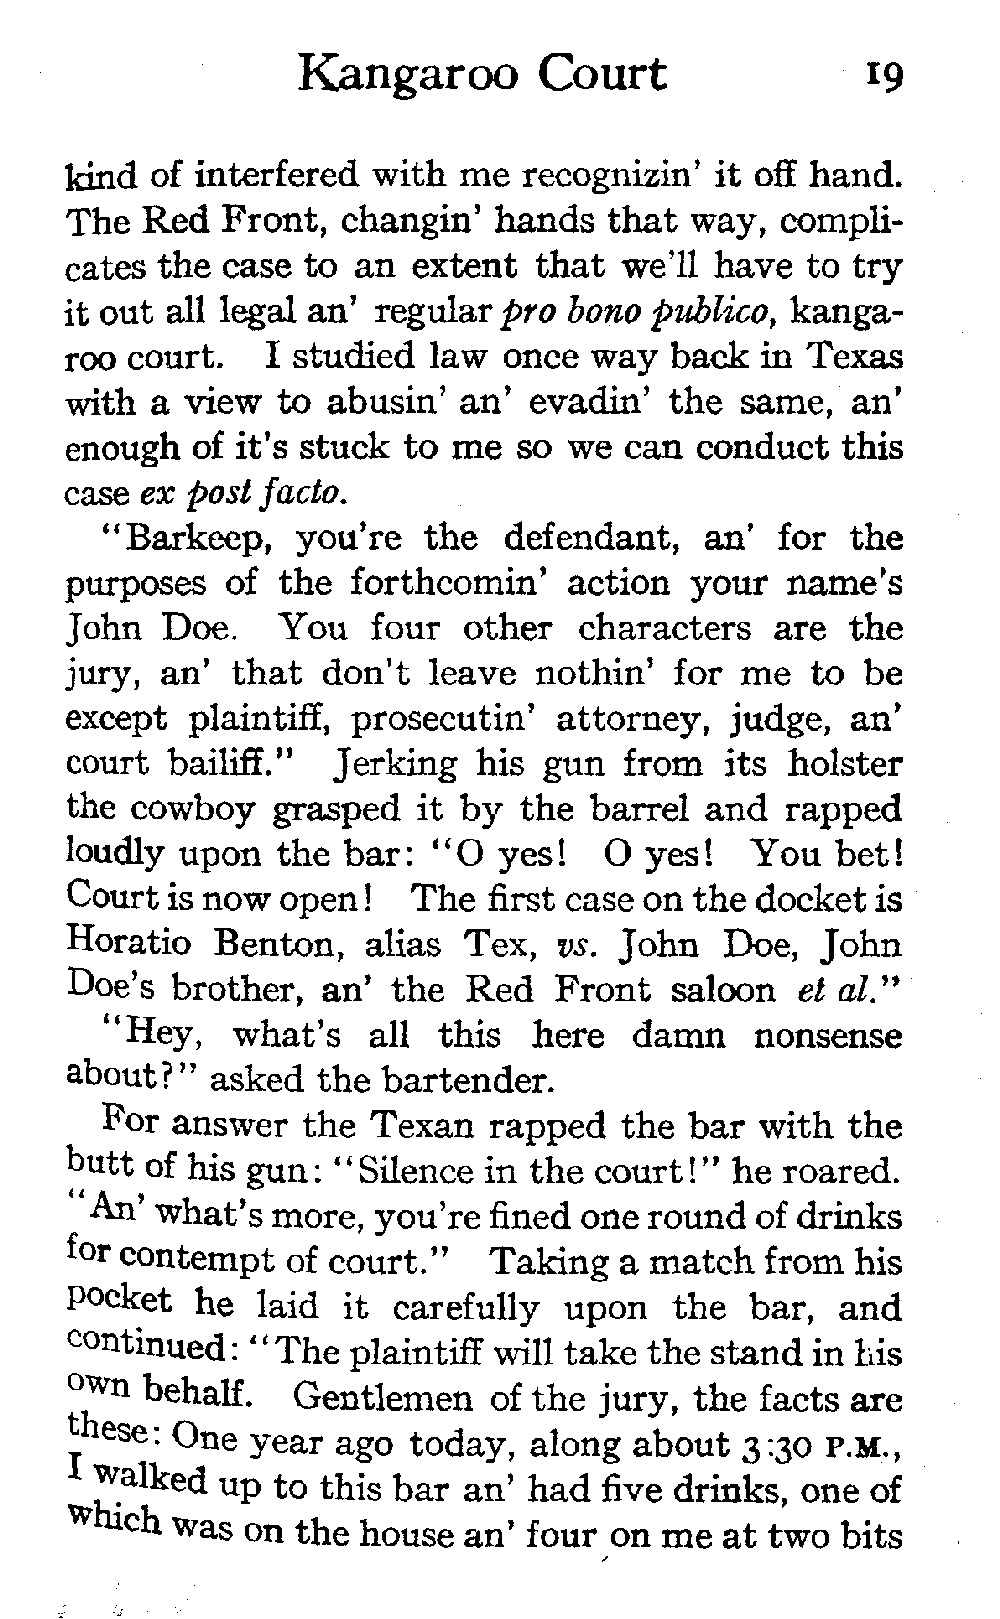 Kangaroo Court 19
kind of interfered with me recognizin' it off hand.
The Red Front, changin' hands that way, compli-
cates the case to an extent that we'll have to try
it out all legal an' regular pro bono publico, kanga-
roo court. I studied law once way back in Texas
with a view to abusin' an' evadin' the same, an'
enough of it's stuck to me so we can conduct this
case ex post facto.
"Barkeep, you're the defendant, an' for the
purposes of the forthcomin' action your name's
John Doe. You four other characters are the
jury, an' that don't leave nothin' for me to be
except plaintiff, prosecutin' attorney, judge, an'
court bailiff." Jerking his gun from its holster
the cowboy grasped it by the barrel and rapped
loudly upon the bar: "O yes! O yes! You bet!
Court is now open! The first case on the docket is
Horatio Benton, alias Tex, vs. John Doe, John
Doe's brother, an' the Red Front saloon et al."
"Hey, what's all this here damn nonsense
about?" asked the bartender.
For answer the Texan rapped the bar with the
butt of his gun: "Silence in the court!" he roared.
"An' what's more, you're fined one round of drinks
for contempt of court." Taking a match from his
pocket he laid it carefully upon the bar, and
continued: "The plaintiff will take the stand in his
own behalf. Gentlemen of the jury, the facts are
these: One year ago today, along about 3:30 P.M.,
I walked up to this bar an' had five drinks, one of
which was on the house an' four on me at two bits